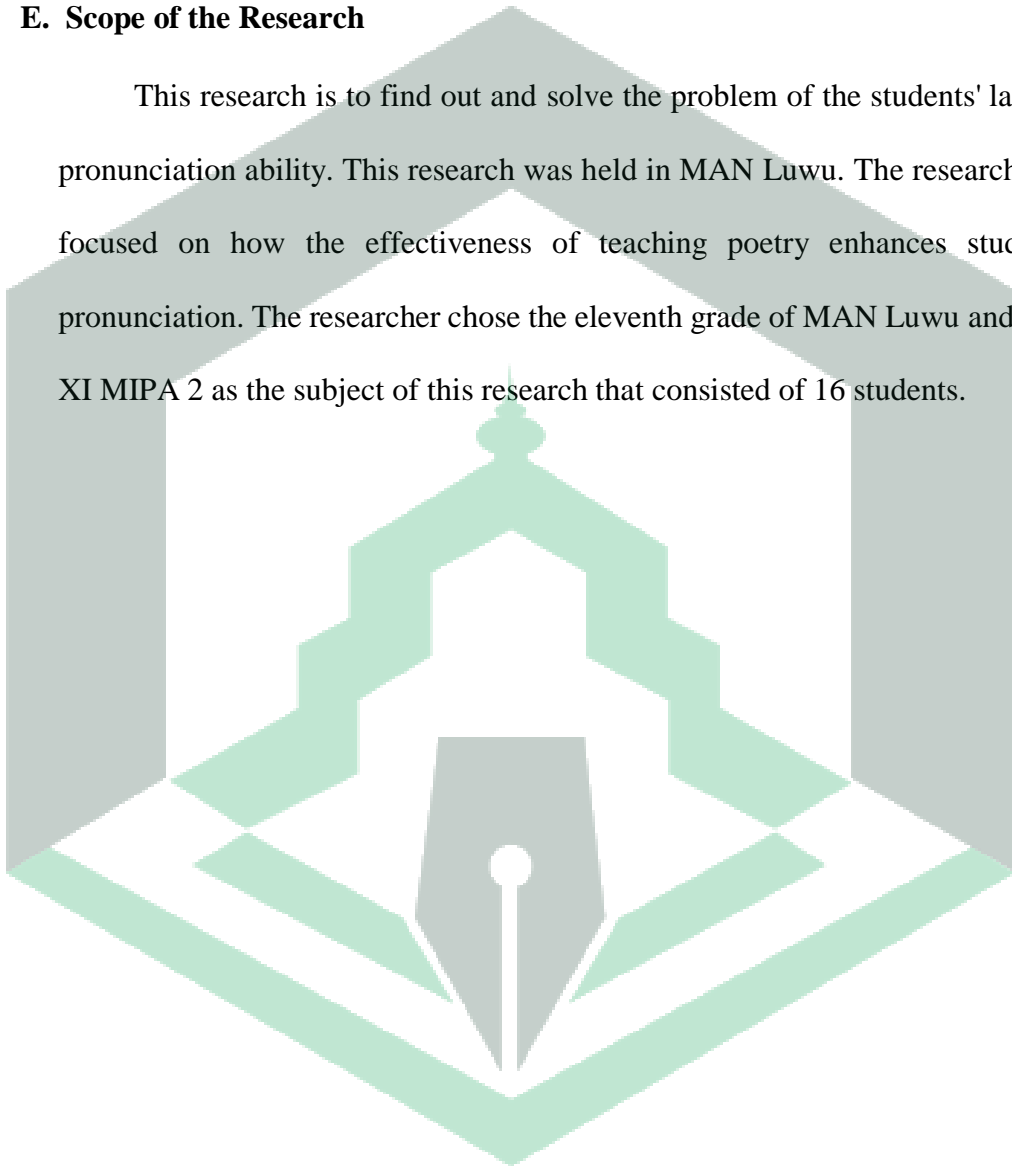 E. Scope of the Research
This research is to find out and solve the problem of the students' la
pronunciation ability. This research was held in MAN Luwu. The research
focused on how the effectiveness of teaching poetry enhances stud
pronunciation. The researcher chose the eleventh grade of MAN Luwu and
XI MIPA 2 as the subject of this research that consisted of 16 students.